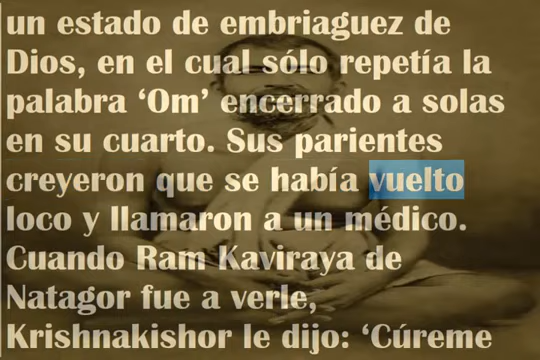 un estado de embriaguez de
Dios, en el cual sólo repetía la
palabra ‘Om’ encerrado a solas
en su cuarto. Sus parientes
creyeron que se había vuelto
loco y llamaron a un médico.
Cuando Ram Kaviraya de
Natagor fue a verle,
Krishnakishor le dijo: ‘Cúreme